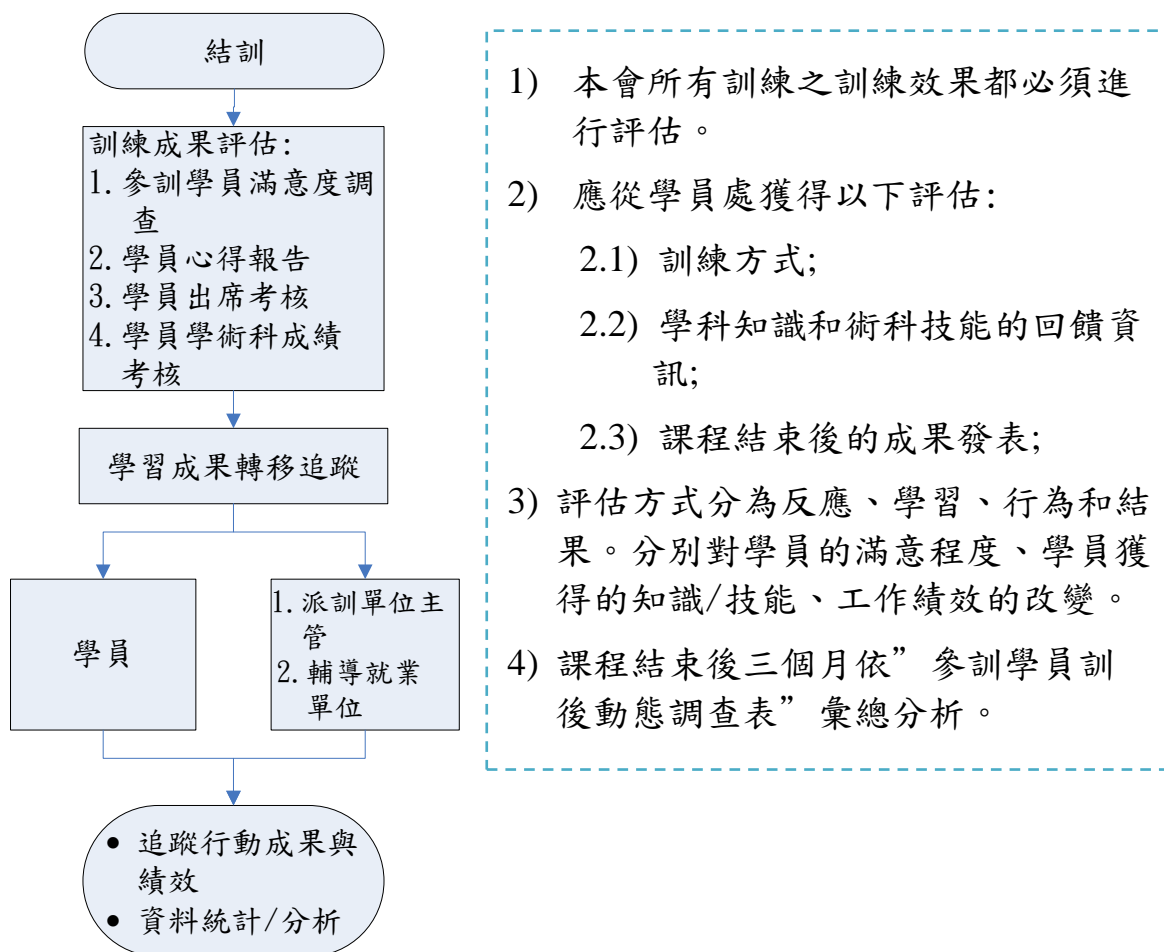 結訓
訓練成果評估:
1. 參訓學員滿意度調
查
2. 學員心得報告
3. 學員出席考核
4. 學員學術科成績
考核
學習成果轉移追蹤
學員
1. 派訓單位主
管
2. 輔導就業
單位
• 追蹤行動成果與
績效
• 資料統計/分析
1) 本會所有訓練之訓練效果都必須進
行評估。
2) 應從學員處獲得以下評估:
2.1) 訓練方式;
2.2) 學科知識和術科技能的回饋資
訊;
2.3) 課程結束後的成果發表;
3) 評估方式分為反應、學習、行為和結
果。分別對學員的滿意程度、學員獲
得的知識/技能、工作績效的改變。
4) 課程結束後三個月依”參訓學員訓
後動態調查表”彙總分析。